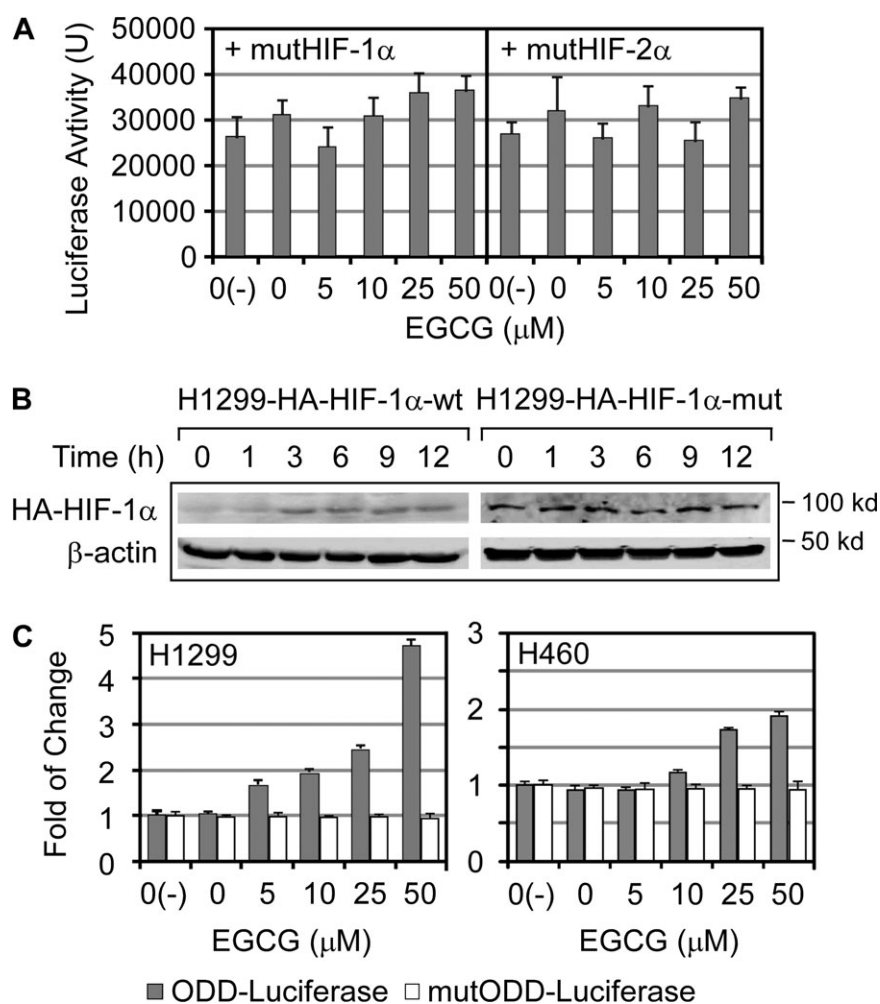 A
Luciferase Avtivity (U)
50000
40000
30000
20000
10000
0
+ mutHIF-1α
+ mutHIF-2α
0(-) 0 5 10 25 50 0(-) 0 5 10 25 50
EGCG (μM)
B
H1299-HA-HIF-1α-wt H1299-HA-HIF-1α-mut
Time (h) 0 1 3 6 9 12 0 1 3 6 9 12
HA-HIF-1α
100 kd
50 kd
β-actin
C
Fold of Change
5
4
3
2
1
0
H1299
0(-) 0 5 10 25 50
EGCG (μM)
3
2
1
0
H460
0(-) 0 5 10 25 50
EGCG (μM)
ODD-Luciferase mutODD-Luciferase